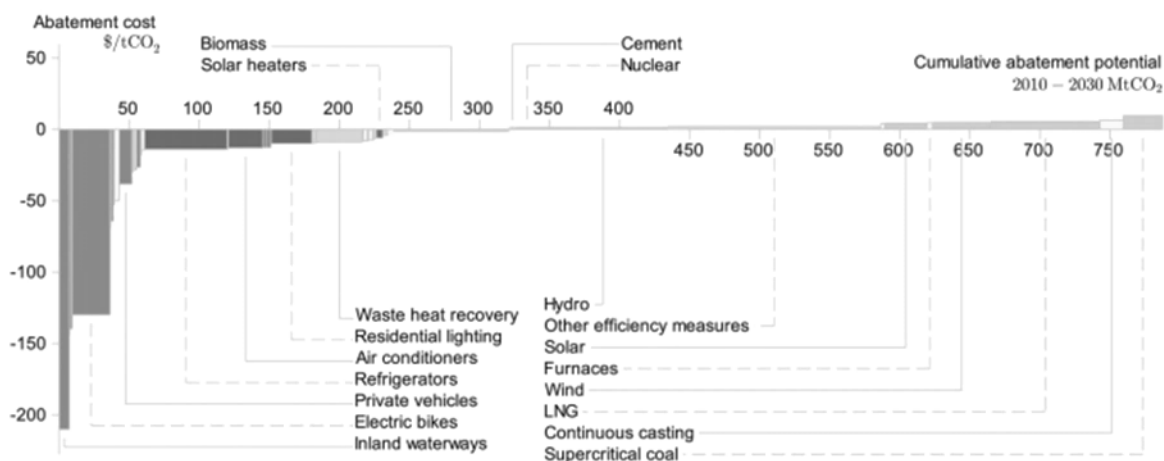 Abatement cost
$/tCO₂
Biomass
Cement
Solar heaters
Nuclear
Cumulative abatement potential
2010 – 2030 MtCO₂
50
50 100 150 200 250 300 350 400
0
450 500 550 600 650 700 750
-50
-100
-150
-200
Waste heat recovery
Residential lighting
Air conditioners
Refrigerators
Private vehicles
Electric bikes
Inland waterways
Hydro
Other efficiency measures
Solar
Furnaces
Wind
LNG
Continuous casting
Supercritical coal